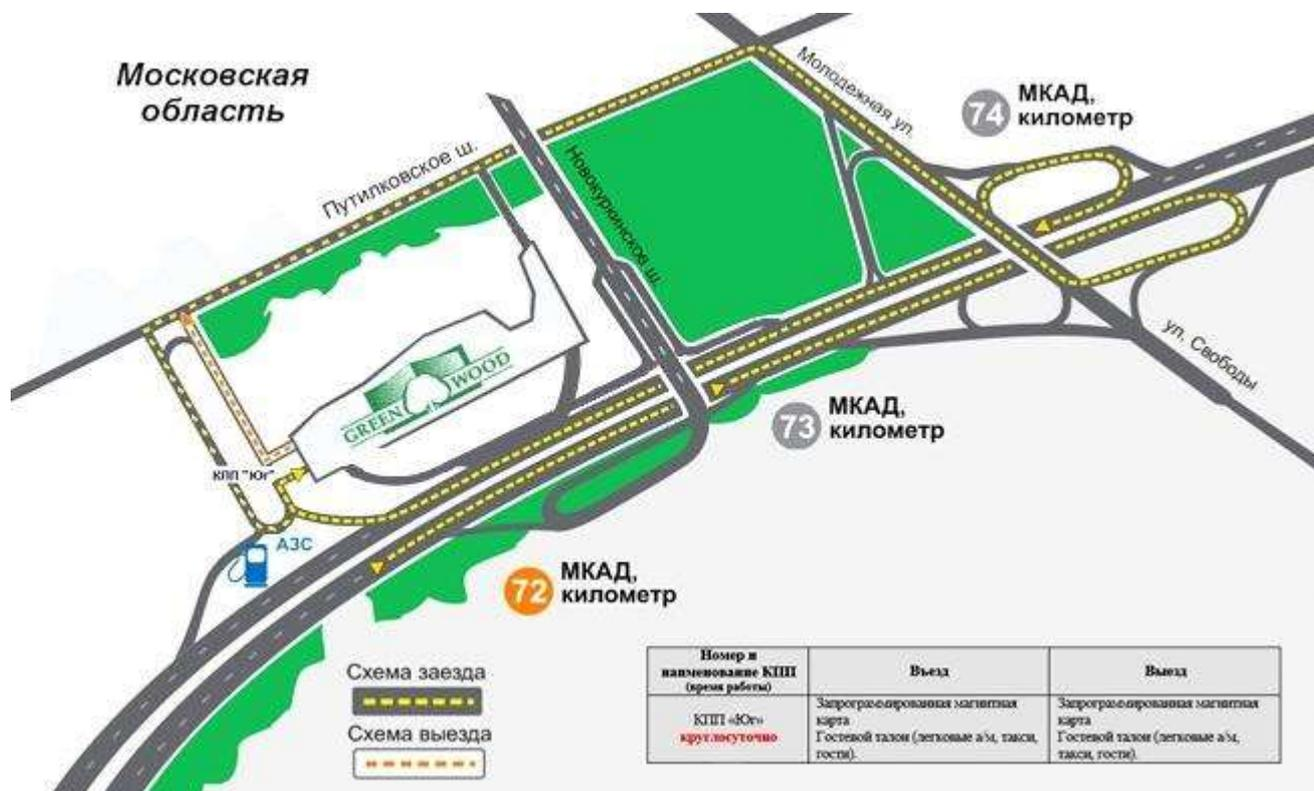 Московская
область
Путилковское ш.
Новокуркинское ш.
Молодежная ул.
74
МКАД,
километр
ул. Свободы
GREEN WOOD
КПП "Юг"
АЗС
73
МКАД,
километр
72
МКАД,
километр
Схема заезда
Схема выезда
Номер и
наименование КПП
(время работы)
Въезд
Выезд
КПП «Юг»
круглосуточно
Запрограммированная магнитная
карта
Гостевой талон (легковые а/м, такси,
гости).
Запрограммированная магнитная
карта
Гостевой талон (легковые а/м,
такси, гости).